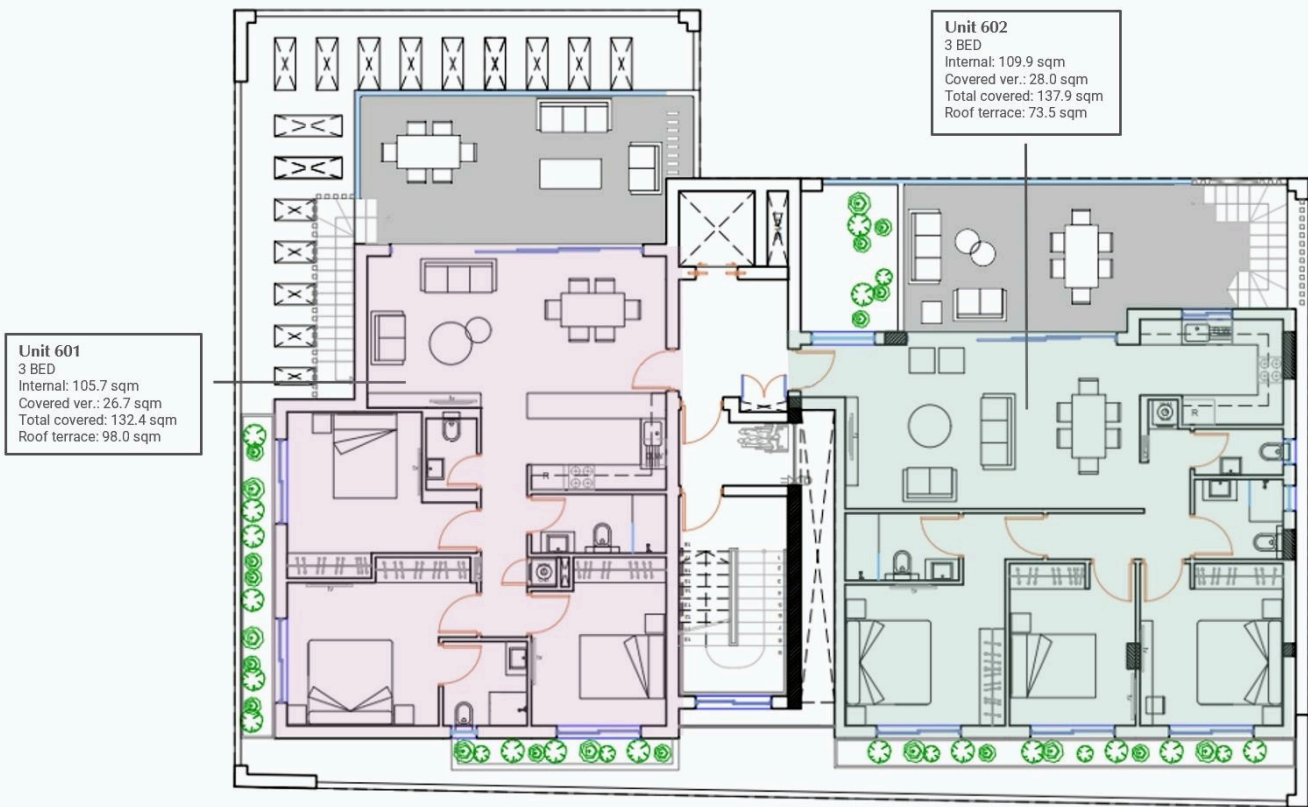 Unit 602
3 BED
Internal: 109.9 sqm
Covered ver.: 28.0 sqm
Total covered: 137.9 sqm
Roof terrace: 73.5 sqm
Unit 601
3 BED
Internal: 105.7 sqm
Covered ver.: 26.7 sqm
Total covered: 132.4 sqm
Roof terrace: 98.0 sqm
R
R